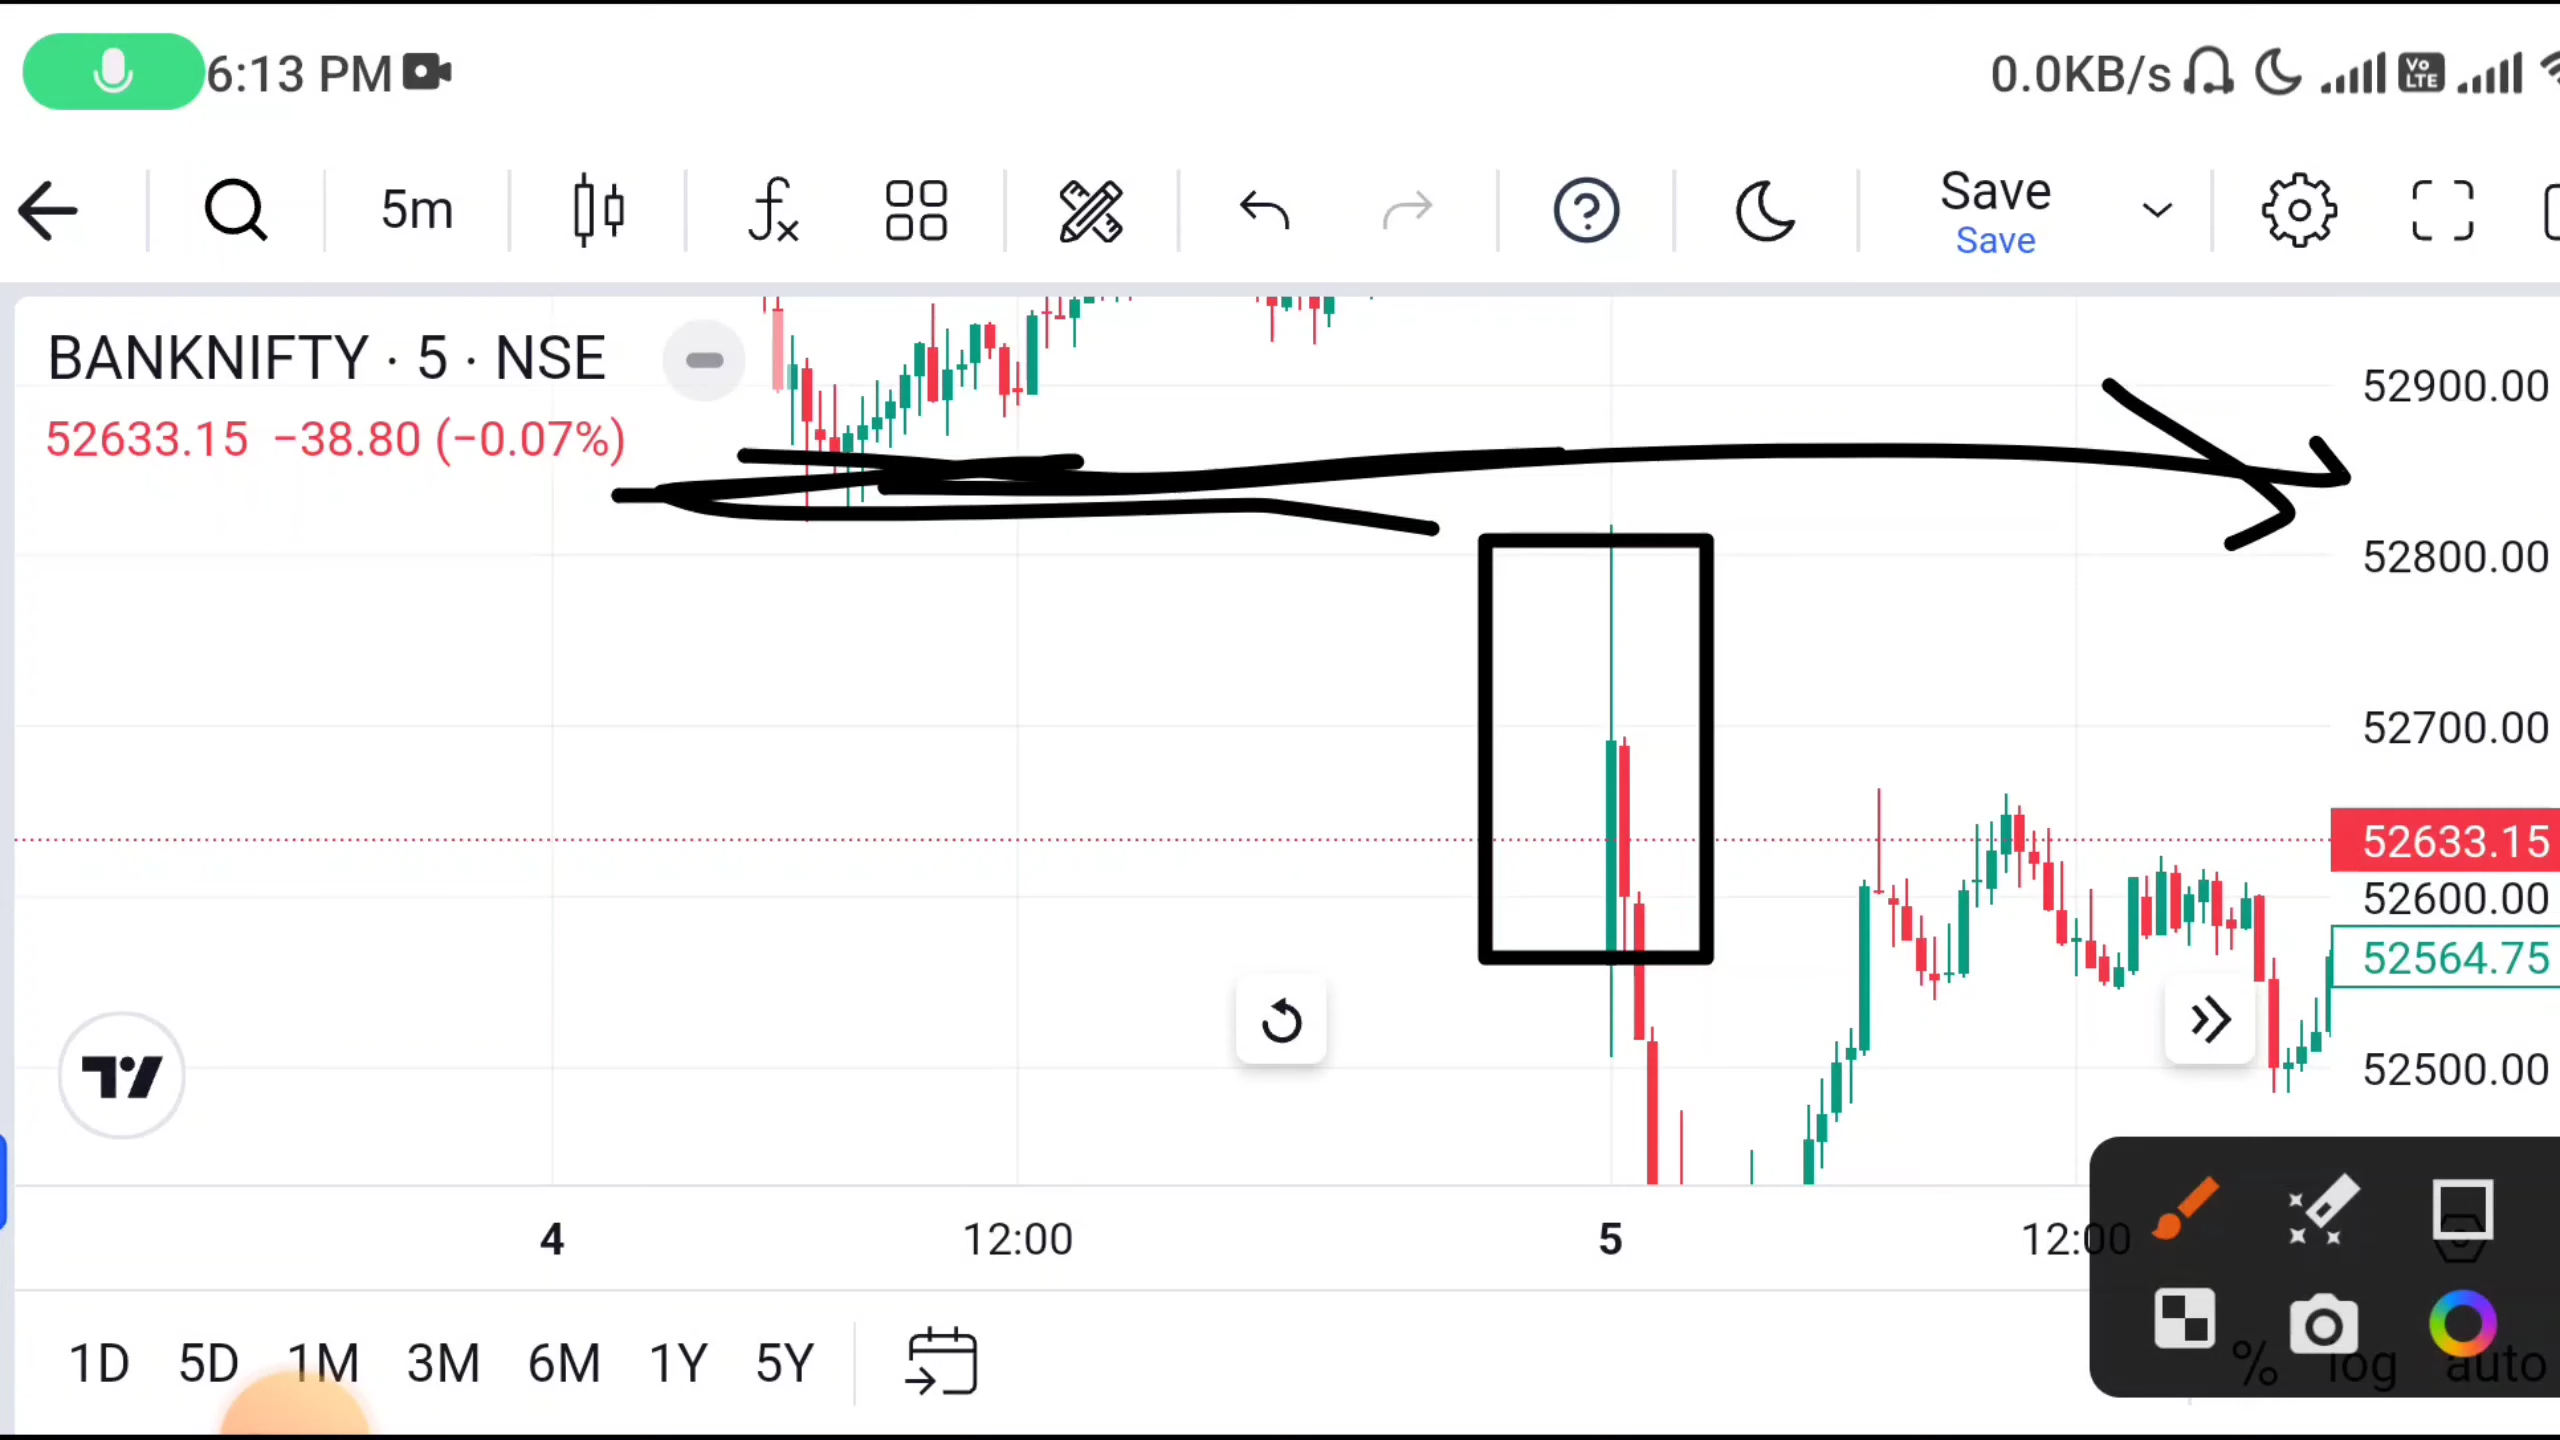 6:13 PM
0.0KB/s
Vo
LTE
5m
Save
Save
BANKNIFTY · 5 · NSE
52633.15 −38.80 (−0.07%)
52900.00
52800.00
52700.00
52633.15
52600.00
52564.75
52500.00
4 12:00 5 12:00
1D 5D 1M 3M 6M 1Y 5Y
% log auto